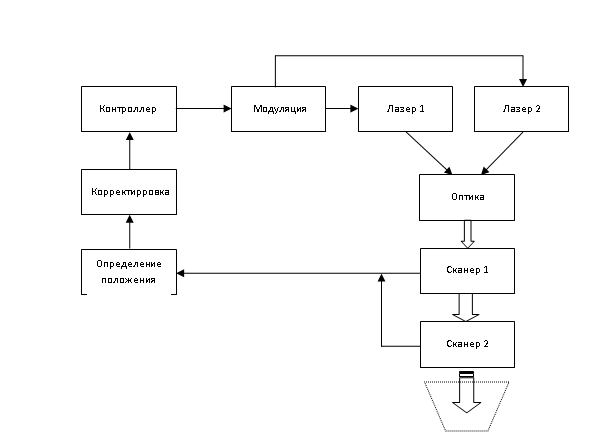 Контроллер
Модуляция
Лазер 1
Лазер 2
Корректирровка
Оптика
Определение
положения
Сканер 1
Сканер 2